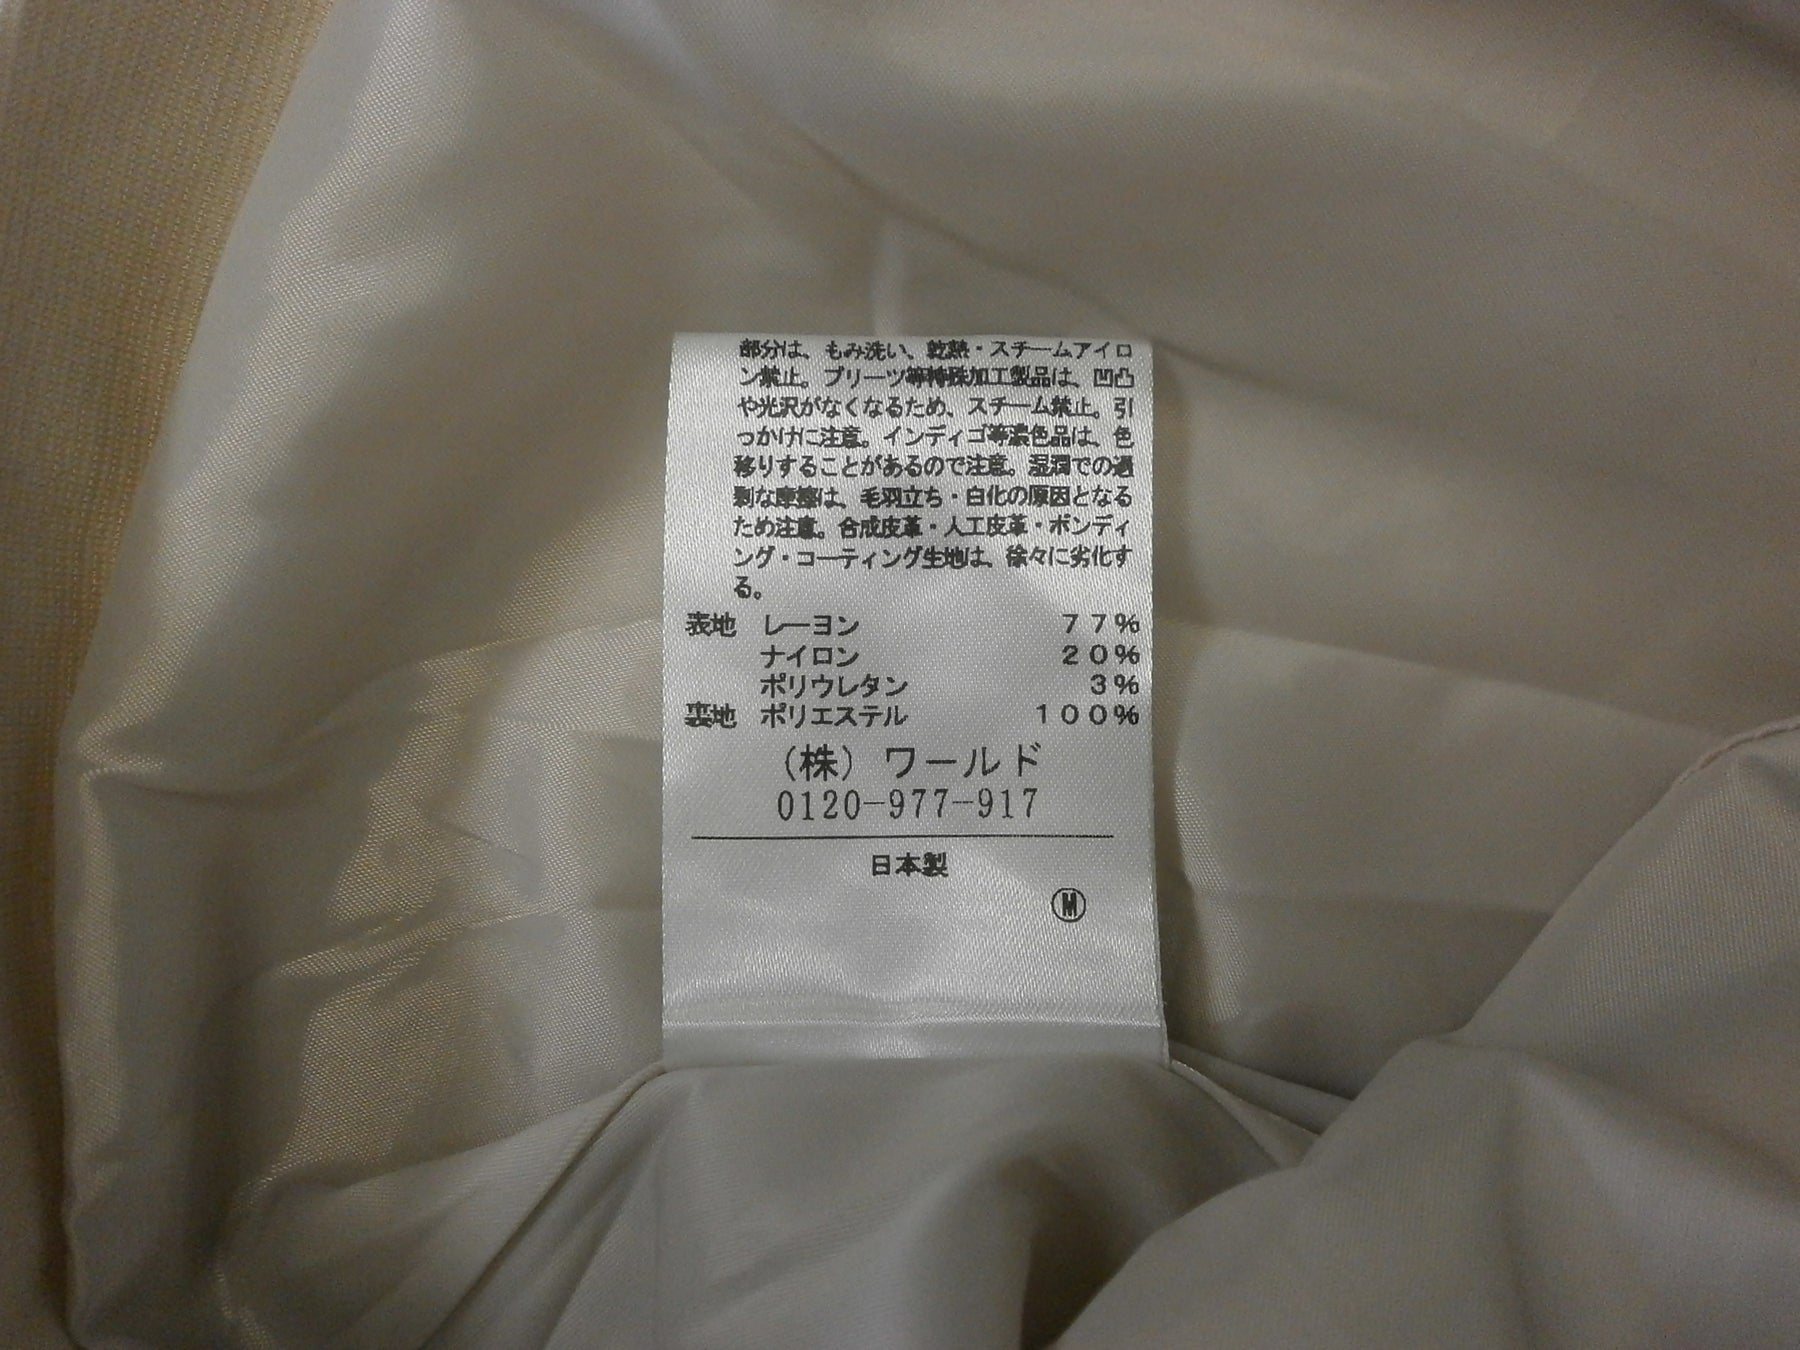 部分は、もみ洗い、乾熱・スチームアイロ
ン禁止。プリーツ等特殊加工製品は、凹凸
や光沢がなくなるため、スチーム禁止。引
っかけに注意。インディゴ等濃色品は、色
移りすることがあるので注意。湿潤での過
剰な摩擦は、毛羽立ち・白化の原因となる
ため注意。合成皮革・人工皮革・ボンディ
ング・コーティング生地は、徐々に劣化す
る。
表地 レーヨン 77%
ナイロン 20%
ポリウレタン 3%
裏地 ポリエステル 100%
(株) ワールド
0120-977-917
日本製
Ⓜ